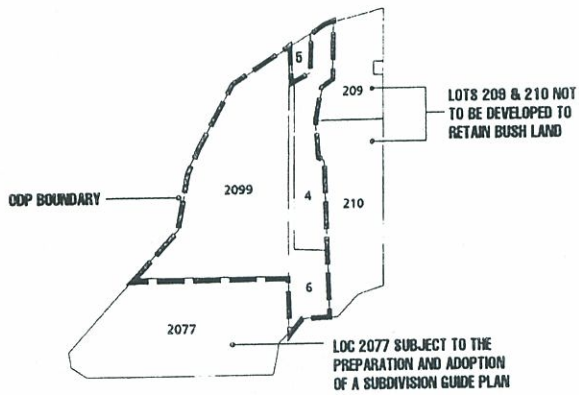 5
209
LOTS 209 & 210 NOT
TO BE DEVELOPED TO
RETAIN BUSH LAND
ODP BOUNDARY
2099
4
210
6
2077
LOC 2077 SUBJECT TO THE
PREPARATION AND ADOPTION
OF A SUBDIVISION GUIDE PLAN